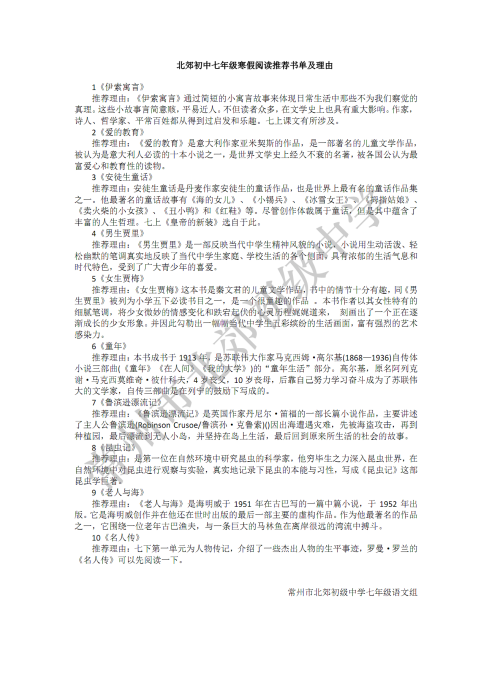 北郊初中七年级寒假阅读推荐书单及理由
1《伊索寓言》
推荐理由：《伊索寓言》通过简短的小寓言故事来体现日常生活中那些不为我们察觉的
真理。这些小故事言简意赅，平易近人。不但读者众多，在文学史上也具有重大影响。作家，
诗人、哲学家、平常百姓都从得到过启发和乐趣。七上课文有所涉及。
2《爱的教育》
推荐理由：《爱的教育》是意大利作家亚米契斯的作品，是一部著名的儿童文学作品，
被认为是意大利人必读的十本小说之一，是世界文学史上经久不衰的名著，被各国公认为最
富爱心和教育性的读物。
3《安徒生童话》
推荐理由：安徒生童话是丹麦作家安徒生的童话作品，也是世界上最有名的童话作品集
之一。他最著名的童话故事有《海的女儿》、《小锡兵》、《冰雪女王》、《拇指姑娘》、
《卖火柴的小女孩》、《丑小鸭》和《红鞋》等。尽管创作体裁属于童话，但是其中蕴含了
丰富的人生哲理。七上《皇帝的新装》选自于此。
4《男生贾里》
推荐理由：《男生贾里》是一部反映当代中学生精神风貌的小说。小说用生动活泼、轻
松幽默的笔调真实地反映了当代中学生家庭、学校生活的各个侧面。具有浓郁的生活气息和
时代特色，受到了广大青少年的喜爱。
5《女生贾梅》
推荐理由：《女生贾梅》这本书是秦文君的儿童文学作品，书中的情节十分有趣，同《男
生贾里》被列为小学五下必读书目之一，是一个很重趣的作品 。本书作者以其女性特有的
细腻笔调，将少女微妙的情感变化和跌宕起伏的心灵历程娓娓道来， 刻画出了一个正在逐
渐成长的少女形象。并因此勾勒出一幅幅当代中学生五彩缤纷的生活画面，富有强烈的艺术
感染力。
6《童年》
推荐理由：本书成书于 1913 年。是苏联伟大作家马克西姆·高尔基(1868—1936)自传体
小说三部曲(《童年》《在人间》《我的大学》)的“童年生活”部分。高尔基，原名阿列克
谢·马克西莫维奇·彼什科夫，4 岁丧父，10 岁丧母，后靠自己努力学习奋斗成为了苏联伟
大的文学家，自传三部曲是在列宁的鼓励下写成的。
7《鲁滨逊漂流记》
推荐理由：《鲁滨逊漂流记》是英国作家丹尼尔·笛福的一部长篇小说作品，主要讲述
了主人公鲁滨逊(Robinson Crusoe/鲁滨孙·克鲁索)(因出海遭遇灾难，先被海盗攻击，再到
种植园，最后漂流到无人小岛，并坚持在岛上生活，最后回到原来所生活的社会的故事。
8《昆虫记》
推荐理由：是第一位在自然环境中研究昆虫的科学家。他穷毕生之力深入昆虫世界，在
自然环境中对昆虫进行观察与实验，真实地记录下昆虫的本能与习性，写成《昆虫记》这部
昆虫学巨著。
9《老人与海》
推荐理由：《老人与海》是海明威于 1951 年在古巴写的一篇中篇小说，于 1952 年出
版。它是海明威创作并在他还在世时出版的最后一部主要的虚构作品。作为他最著名的作品
之一，它围绕一位老年古巴渔夫，与一条巨大的马林鱼在离岸很远的湾流中搏斗。
10《名人传》
推荐理由：七下第一单元为人物传记，介绍了一些杰出人物的生平事迹，罗曼·罗兰的
《名人传》可以先阅读一下。
常州市北郊初级中学七年级语文组
常州市北郊初级中学